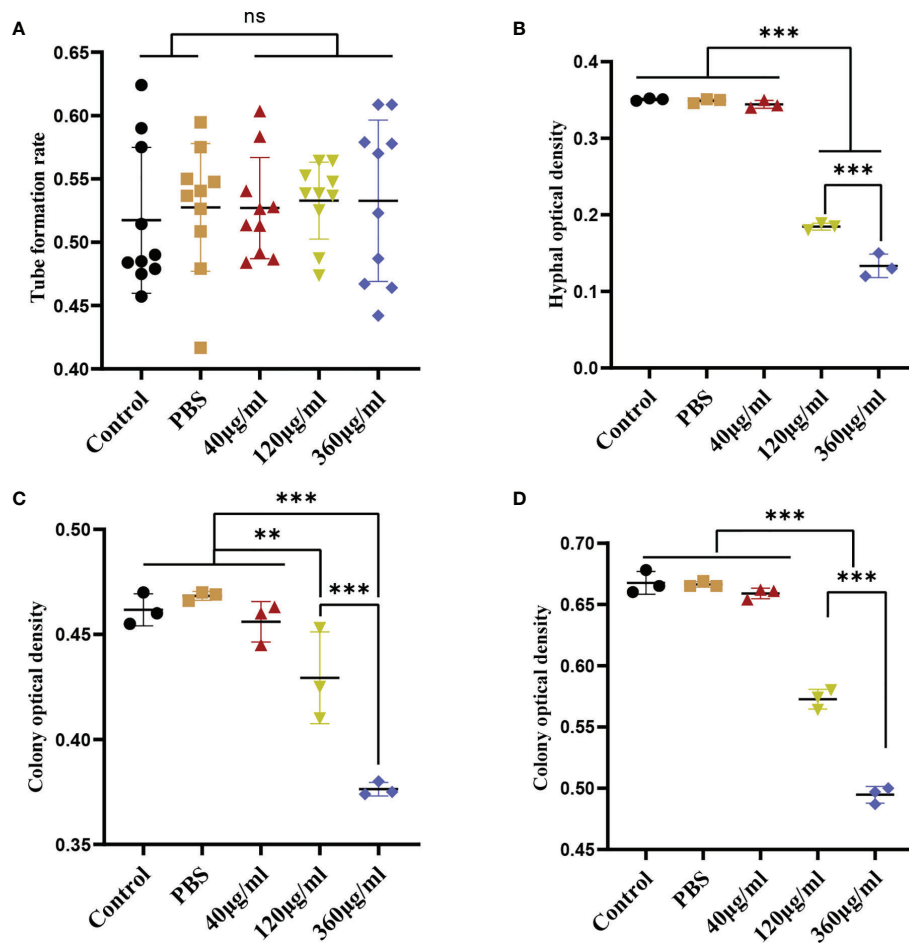 A
ns
Tube formation rate
0.65
0.60
0.55
0.50
0.45
0.40
Control
PBS
40μg/ml
120μg/ml
360μg/ml
B
***
***
Hyphal optical density
0.4
0.3
0.2
0.1
0.0
Control
PBS
40μg/ml
120μg/ml
360μg/ml
C
***
**
***
Colony optical density
0.50
0.45
0.40
0.35
Control
PBS
40μg/ml
120μg/ml
360μg/ml
D
***
***
Colony optical density
0.70
0.65
0.60
0.55
0.50
0.45
Control
PBS
40μg/ml
120μg/ml
360μg/ml